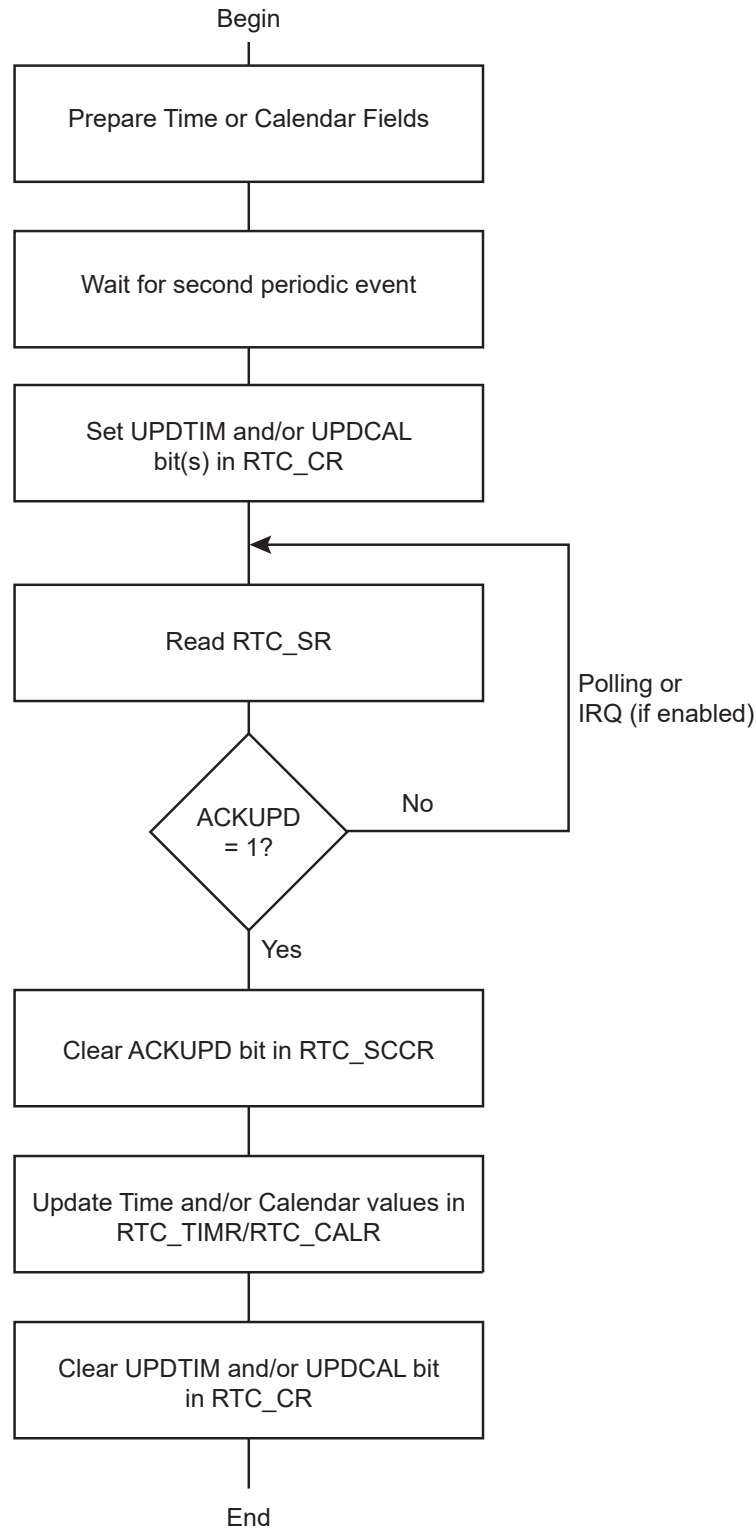 Begin
Prepare Time or Calendar Fields
Wait for second periodic event
Set UPDTIM and/or UPDCAL
bit(s) in RTC_CR
Read RTC_SR
Polling or
IRQ (if enabled)
ACKUPD
= 1?
No
Yes
Clear ACKUPD bit in RTC_SCCR
Update Time and/or Calendar values in
RTC_TIMR/RTC_CALR
Clear UPDTIM and/or UPDCAL bit
in RTC_CR
End